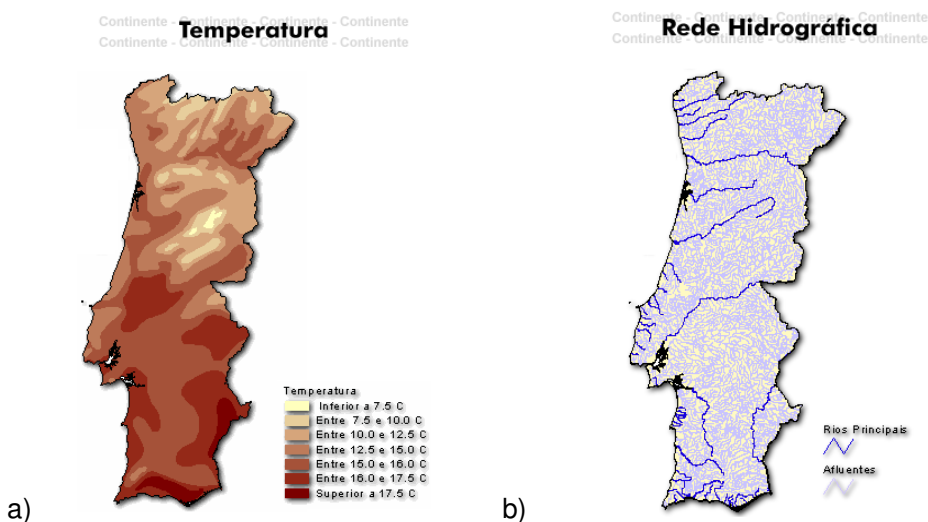 Continente - Continente - Continente - Continente
Temperatura
Continente - Continente - Continente - Continente
Temperatura
Inferior a 7.5 C
Entre 7.5 e 10.0 C
Entre 10.0 e 12.5 C
Entre 12.5 e 15.0 C
Entre 15.0 e 16.0 C
Entre 16.0 e 17.5 C
Superior a 17.5 C
a)
Continente - Continente - Continente - Continente
Rede Hidrográfica
Continente - Continente - Continente - Continente
Rios Principais
Afluentes
b)